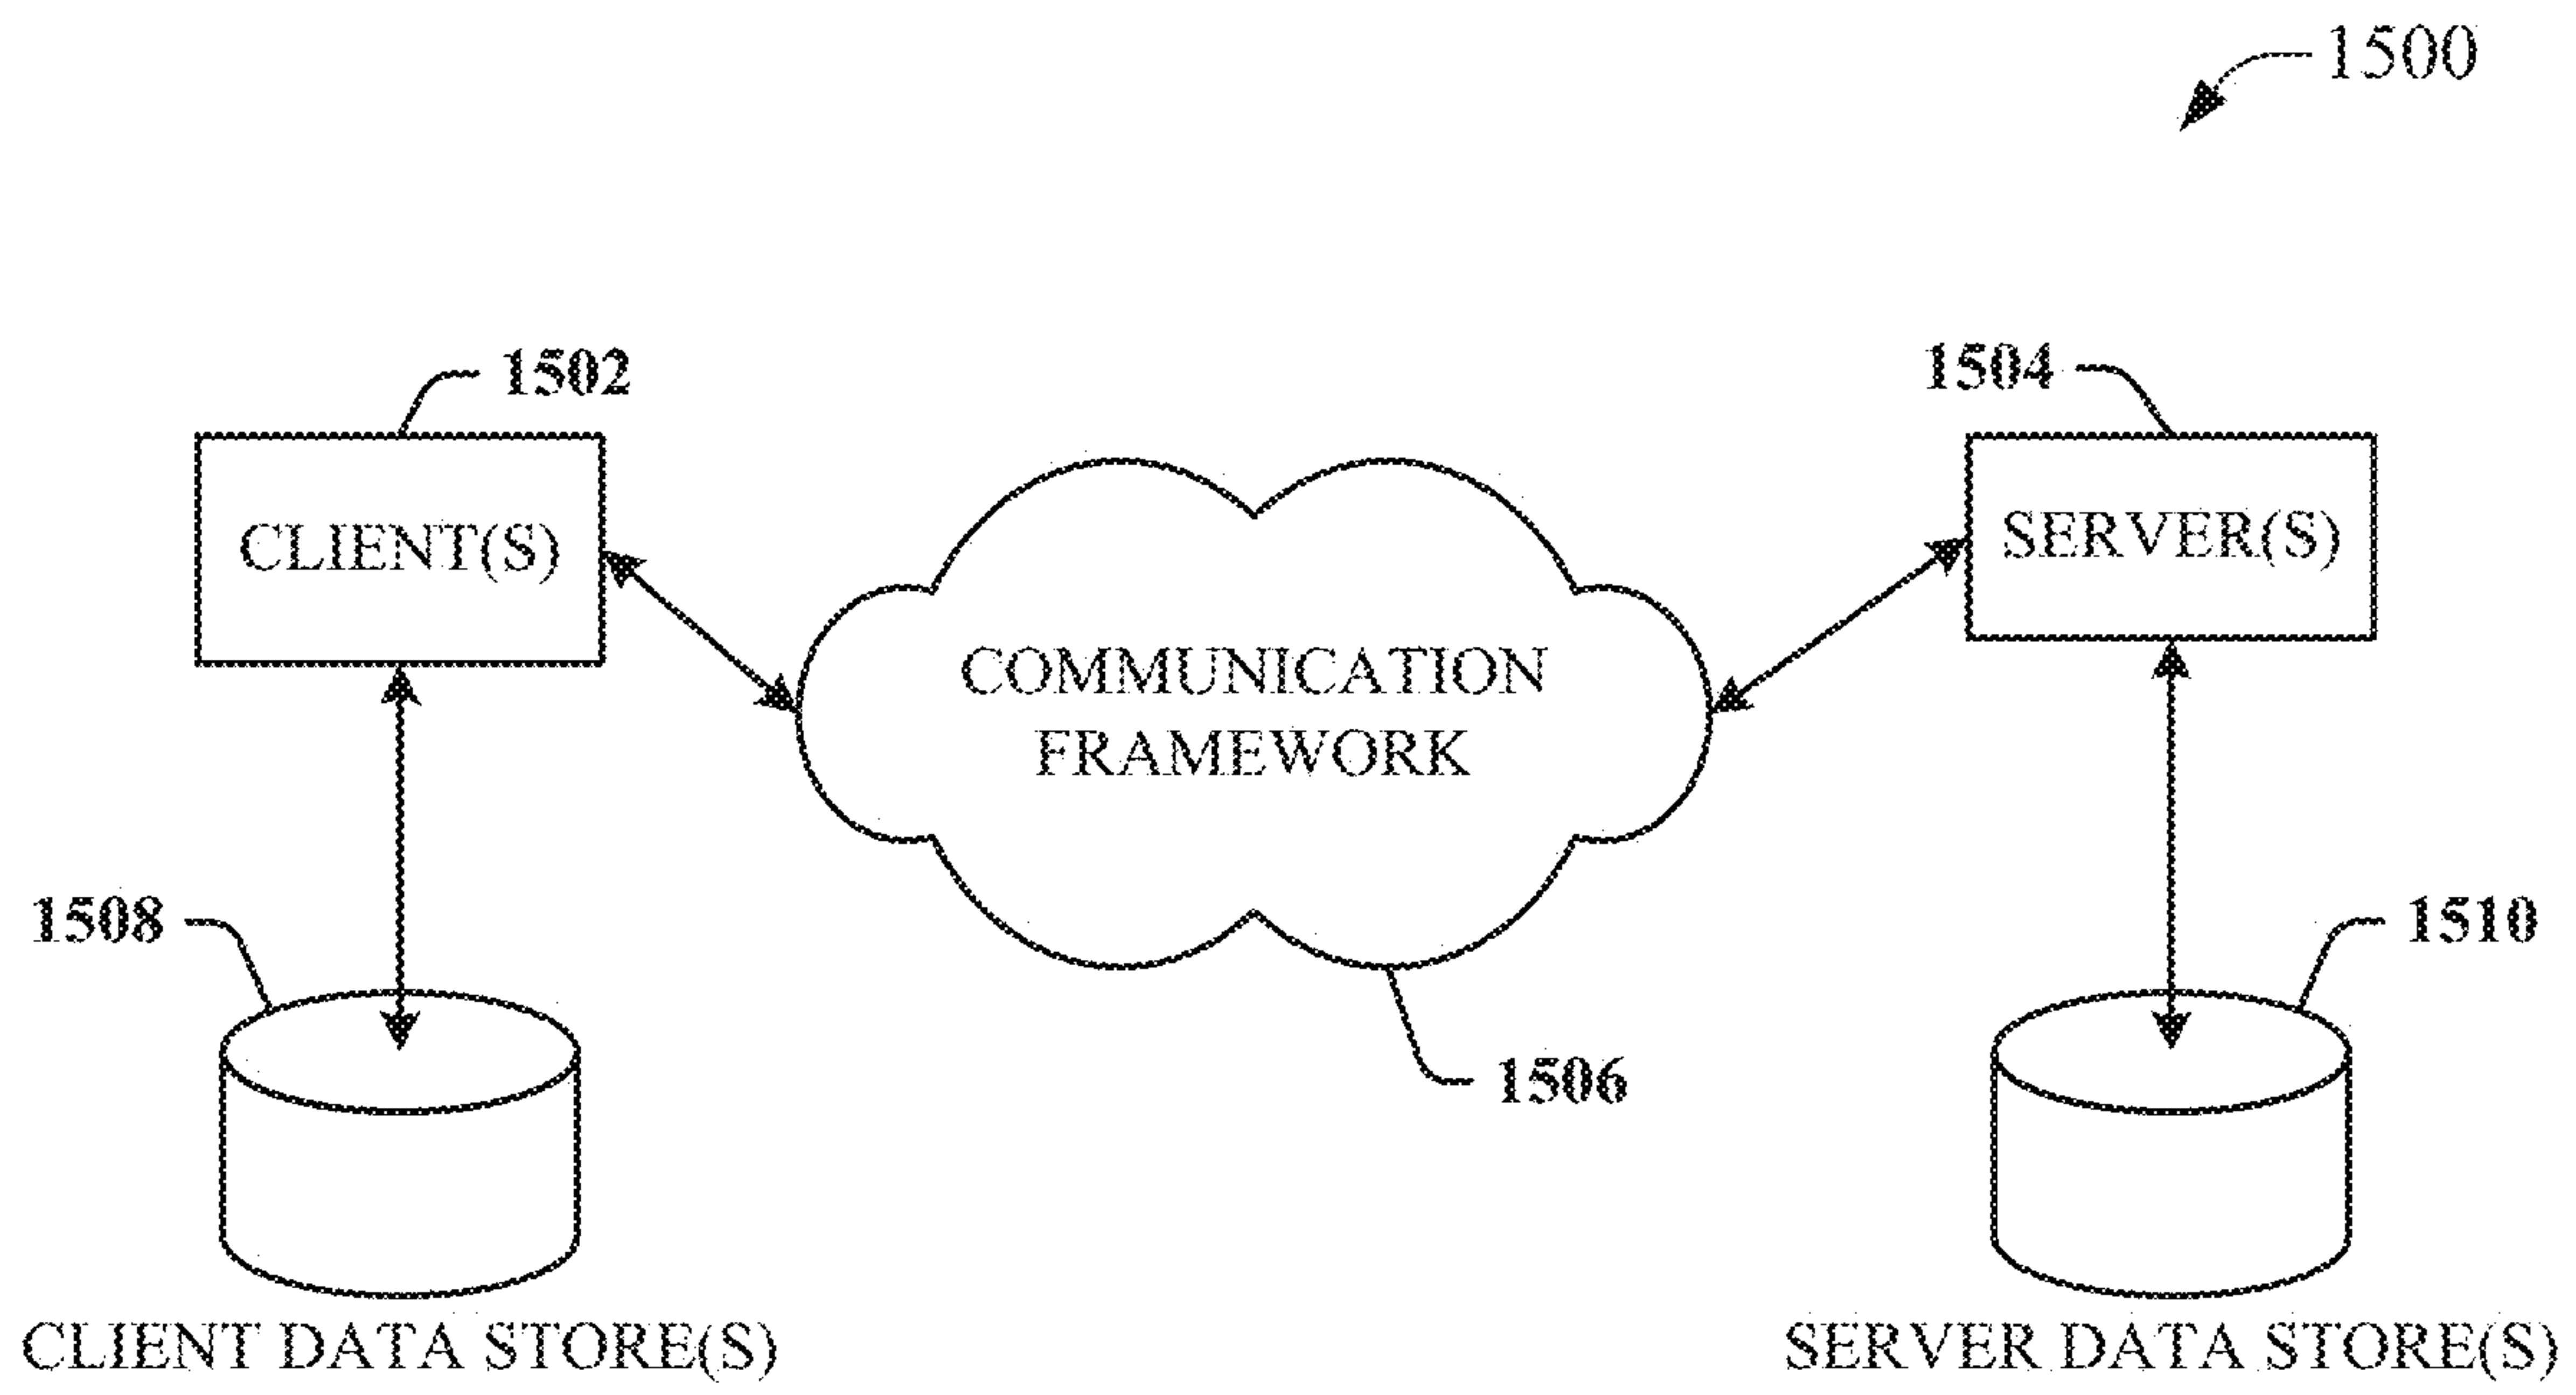 1500
1502
1504
CLIENT(S)
SERVER(S)
COMMUNICATION
FRAMEWORK
1508
1510
1506
CLIENT DATA STORE(S)
SERVER DATA STORE(S)